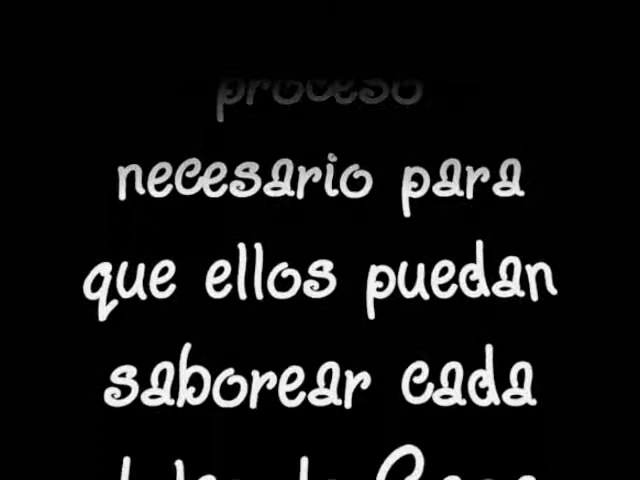 proceso
necesario para
que ellos puedan
saborear cada